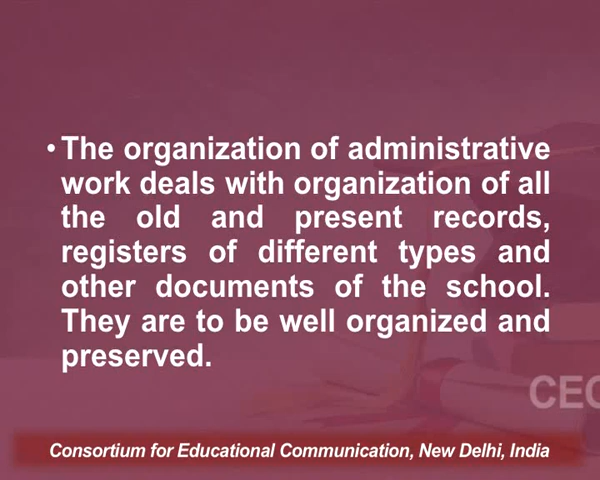 • The organization of administrative
work deals with organization of all
the old and present records,
registers of different types and
other documents of the school.
They are to be well organized and
preserved.
CEC
Consortium for Educational Communication, New Delhi, India